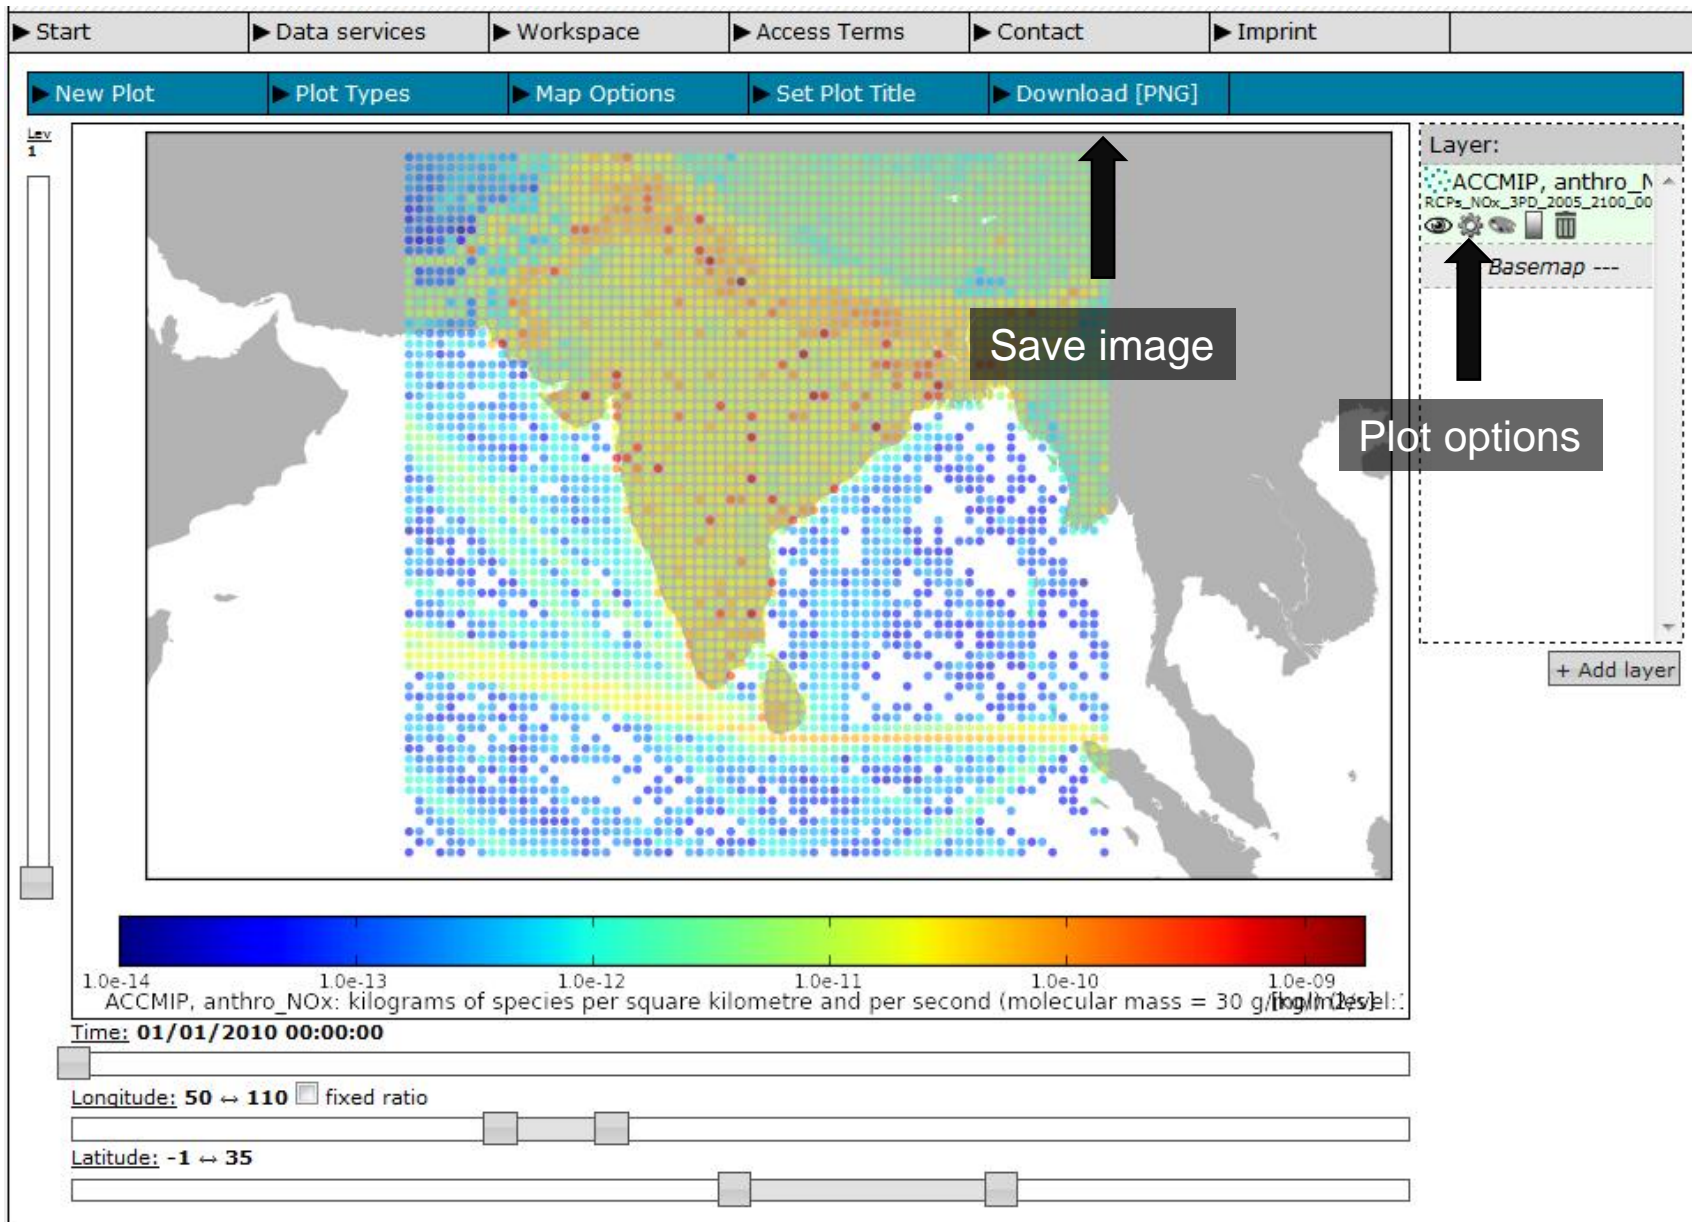 Start Data services Workspace Access Terms Contact Imprint
New Plot Plot Types Map Options Set Plot Title Download [PNG]
Lev
1
Layer:
ACCMIP, anthro_N
RCPs_NOx_3PD_2005_2100_00
Basemap ---
Save image
Plot options
+ Add layer
1.0e-14 1.0e-13 1.0e-12 1.0e-11 1.0e-10 1.0e-09
ACCMIP, anthro_NOx: kilograms of species per square kilometre and per second (molecular mass = 30
Time: 01/01/2010 00:00:00
Longitude: 50 ↔ 110 fixed ratio
Latitude: -1 ↔ 35